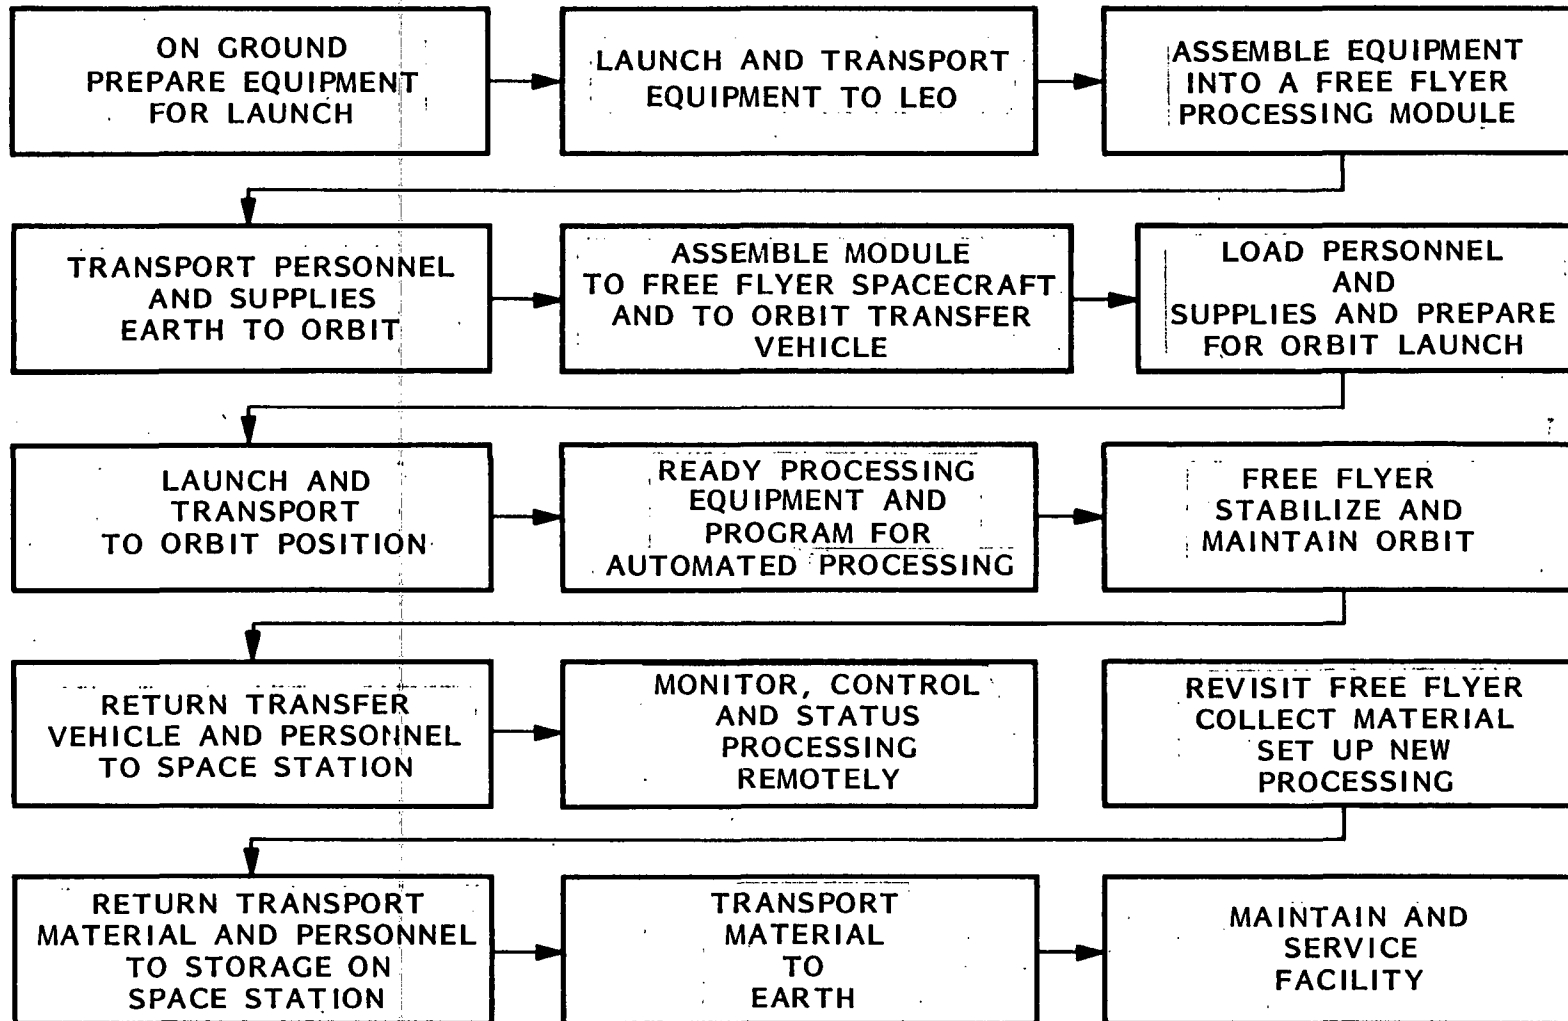 ON GROUND
PREPARE EQUIPMENT
FOR LAUNCH
LAUNCH AND TRANSPORT
EQUIPMENT TO LEO
ASSEMBLE EQUIPMENT
INTO A FREE FLYER
PROCESSING MODULE
TRANSPORT PERSONNEL
AND SUPPLIES
EARTH TO ORBIT
ASSEMBLE MODULE
TO FREE FLYER SPACECRAFT
AND TO ORBIT TRANSFER
VEHICLE
LOAD PERSONNEL
AND
SUPPLIES AND PREPARE
FOR ORBIT LAUNCH
LAUNCH AND
TRANSPORT
TO ORBIT POSITION
READY PROCESSING
EQUIPMENT AND
PROGRAM FOR
AUTOMATED PROCESSING
FREE FLYER
STABILIZE AND
MAINTAIN ORBIT
RETURN TRANSFER
VEHICLE AND PERSONNEL
TO SPACE STATION
MONITOR, CONTROL
AND STATUS
PROCESSING
REMOTELY
REVISIT FREE FLYER
COLLECT MATERIAL
SET UP NEW
PROCESSING
RETURN TRANSPORT
MATERIAL AND PERSONNEL
TO STORAGE ON
SPACE STATION
TRANSPORT
MATERIAL
TO
EARTH
MAINTAIN AND
SERVICE
FACILITY